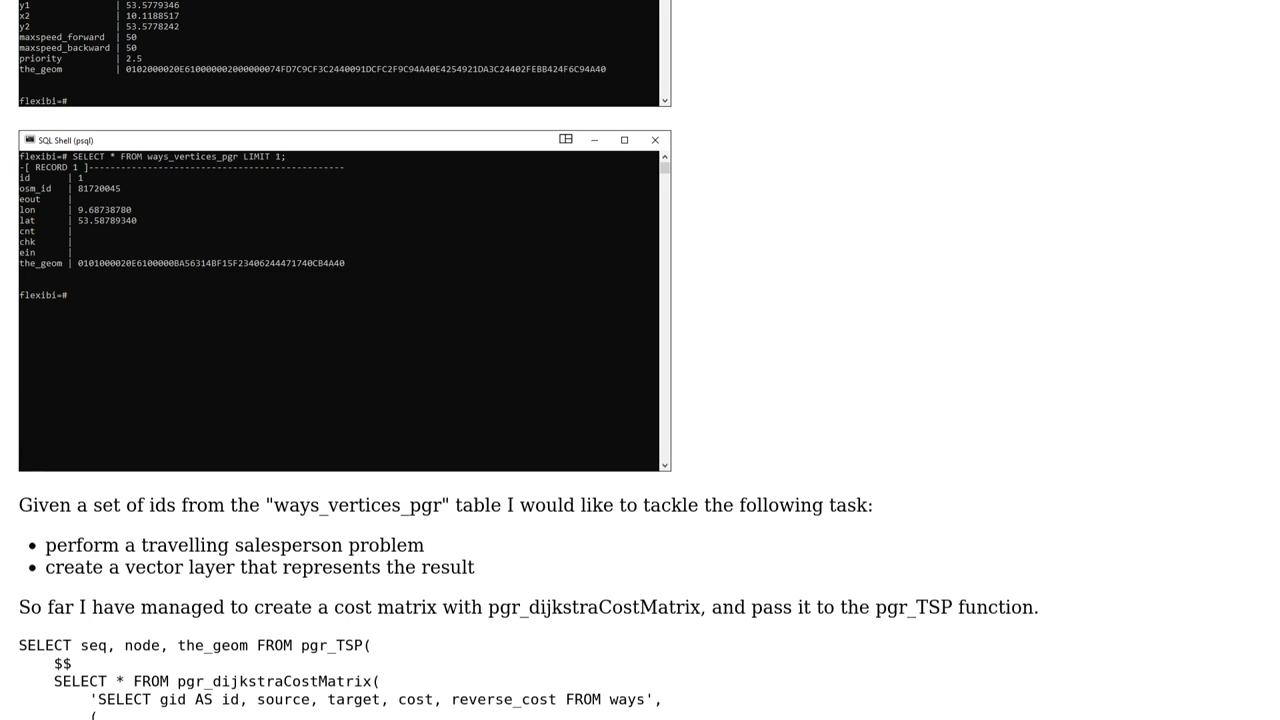 y1 | 53.5779346
x2 | 10.1188517
y2 | 53.5778242
maxspeed_forward | 50
maxspeed_backward | 50
priority | 2.5
the_geom | 0102000020E610000002000000074FD7C9CF3C2440091DCFC2F9C94A40E4254921DA3C24402FEBB424F6C94A40
flexibi=#
SQL Shell (psql)
flexibi=# SELECT * FROM ways_vertices_pgr LIMIT 1;
-[ RECORD 1 ]------------------------------------------------
id | 1
osm_id | 81720045
eout |
lon | 9.68738780
lat | 53.58789340
cnt |
chk |
ein |
the_geom | 0101000020E6100000BA56314BF15F23406244471740CB4A40
flexibi=#
Given a set of ids from the "ways_vertices_pgr" table I would like to tackle the following task:
• perform a travelling salesperson problem
• create a vector layer that represents the result
So far I have managed to create a cost matrix with pgr_dijkstraCostMatrix, and pass it to the pgr_TSP function.
SELECT seq, node, the_geom FROM pgr_TSP(
$$
SELECT * FROM pgr_dijkstraCostMatrix(
'SELECT gid AS id, source, target, cost, reverse_cost FROM ways',
(